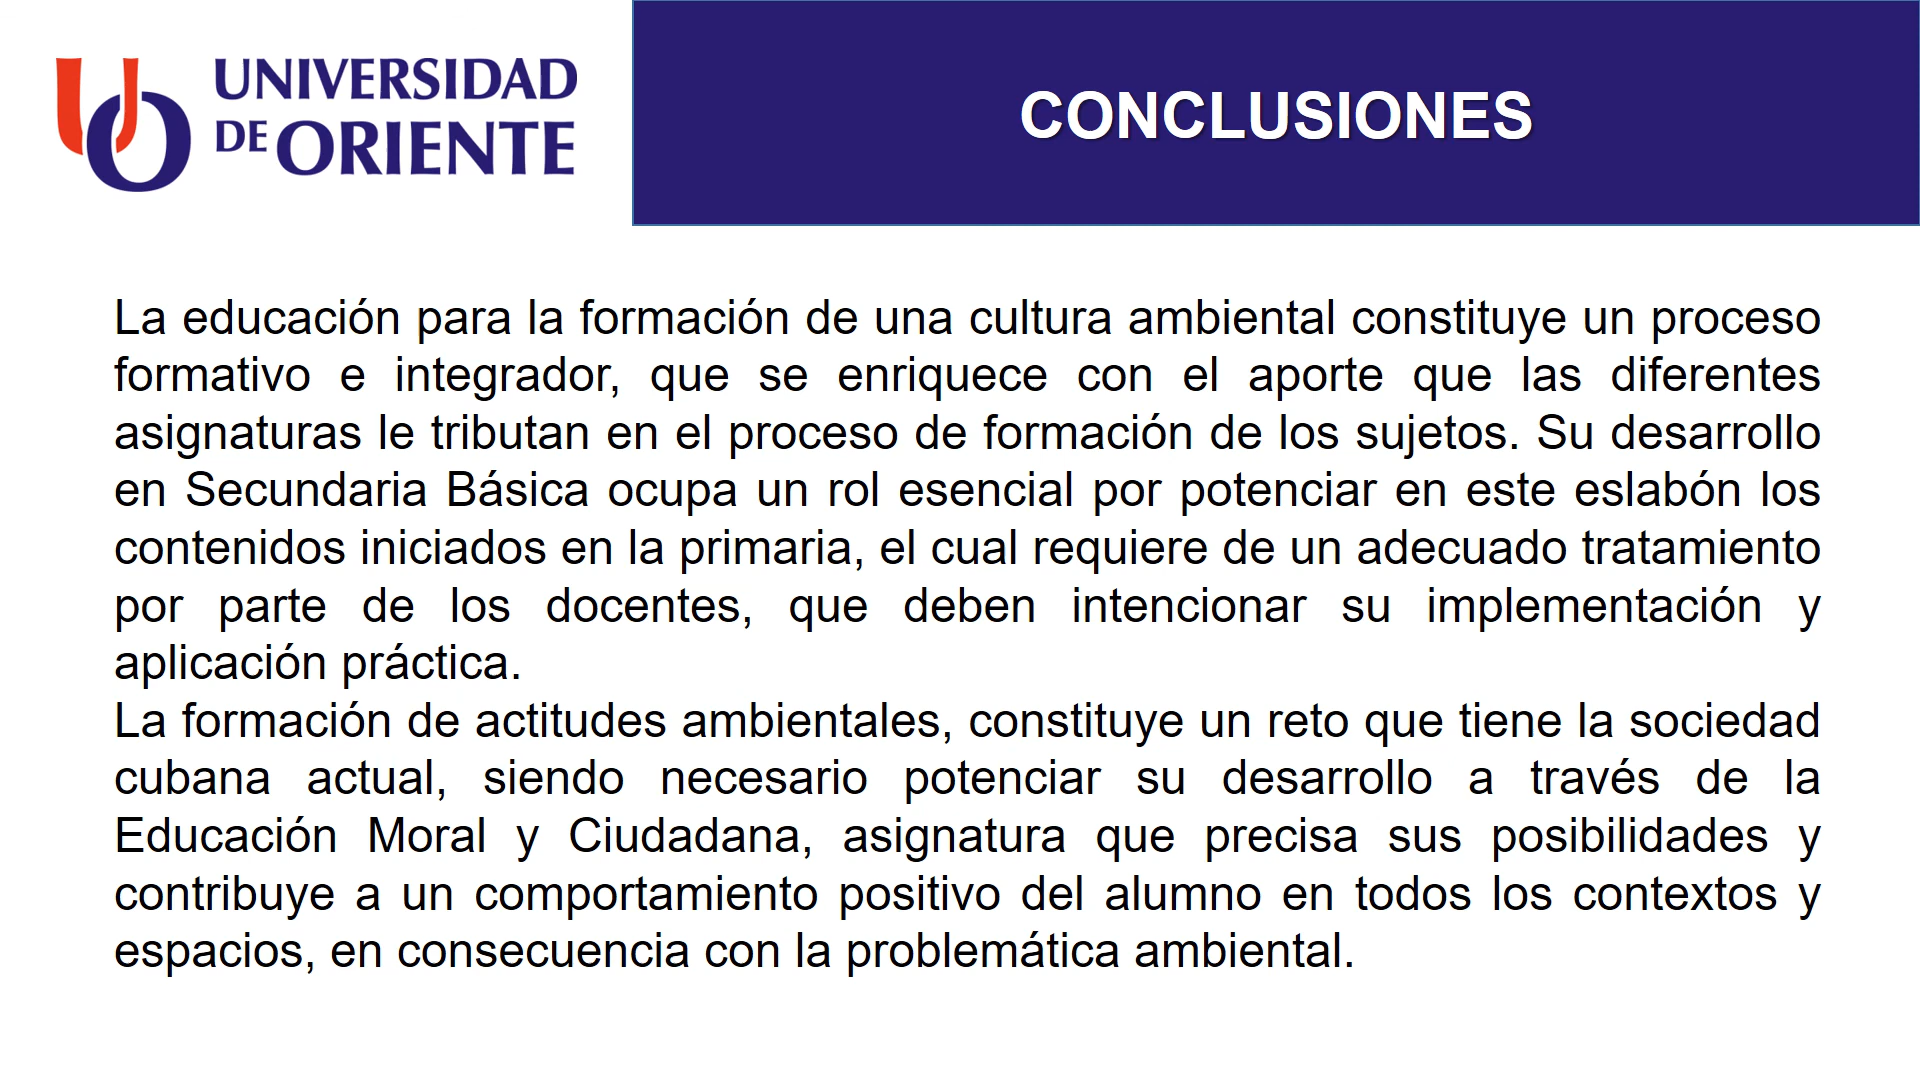 UNIVERSIDAD
DE ORIENTE
CONCLUSIONES
La educación para la formación de una cultura ambiental constituye un proceso
formativo e integrador, que se enriquece con el aporte que las diferentes
asignaturas le tributan en el proceso de formación de los sujetos. Su desarrollo
en Secundaria Básica ocupa un rol esencial por potenciar en este eslabón los
contenidos iniciados en la primaria, el cual requiere de un adecuado tratamiento
por parte de los docentes, que deben intencionar su implementación y
aplicación práctica.
La formación de actitudes ambientales, constituye un reto que tiene la sociedad
cubana actual, siendo necesario potenciar su desarrollo a través de la
Educación Moral y Ciudadana, asignatura que precisa sus posibilidades y
contribuye a un comportamiento positivo del alumno en todos los contextos y
espacios, en consecuencia con la problemática ambiental.